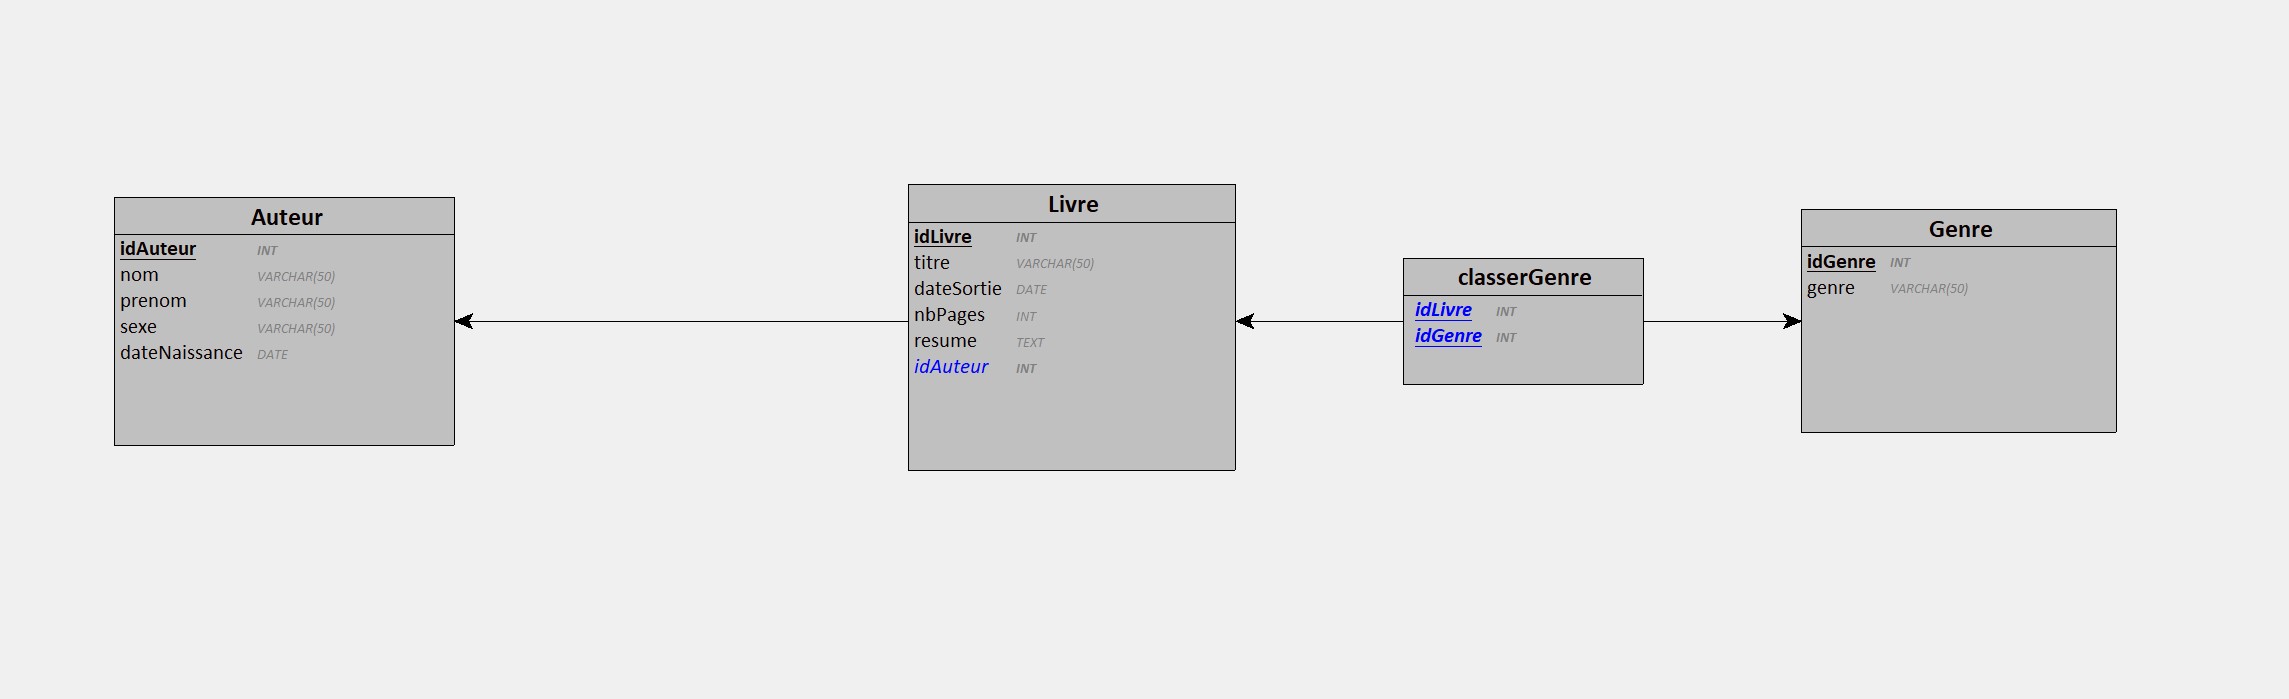 Auteur
idAuteur INT
nom VARCHAR(50)
prenom VARCHAR(50)
sexe VARCHAR(50)
dateNaissance DATE
Livre
idLivre INT
titre VARCHAR(50)
dateSortie DATE
nbPages INT
resume TEXT
idAuteur INT
classerGenre
idLivre INT
idGenre INT
Genre
idGenre INT
genre VARCHAR(50)